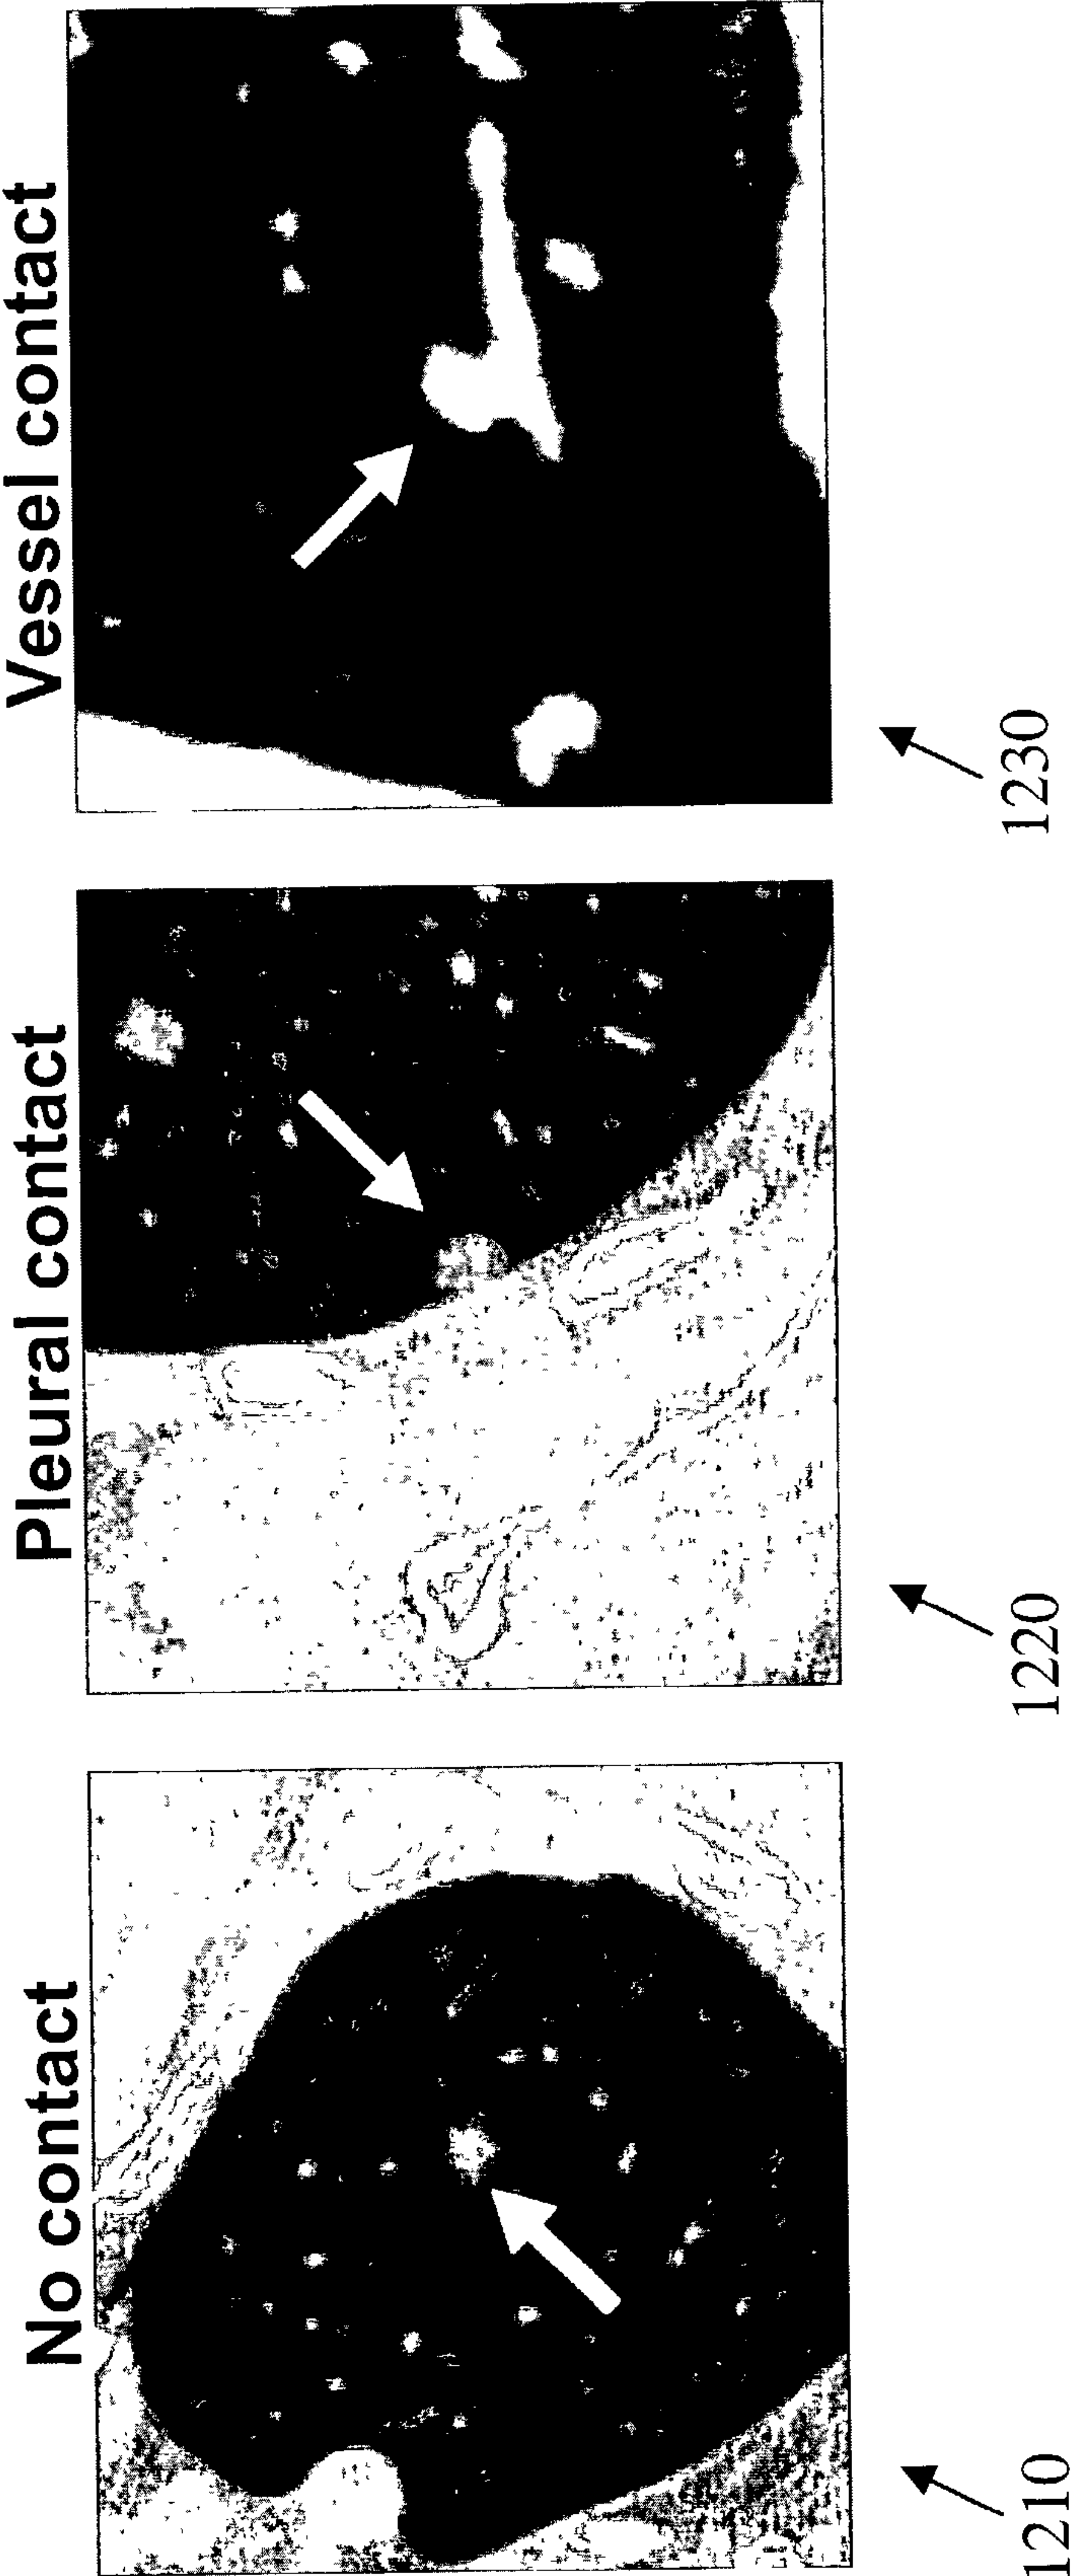 No contact
Pleural contact
Vessel contact
1210
1220
1230